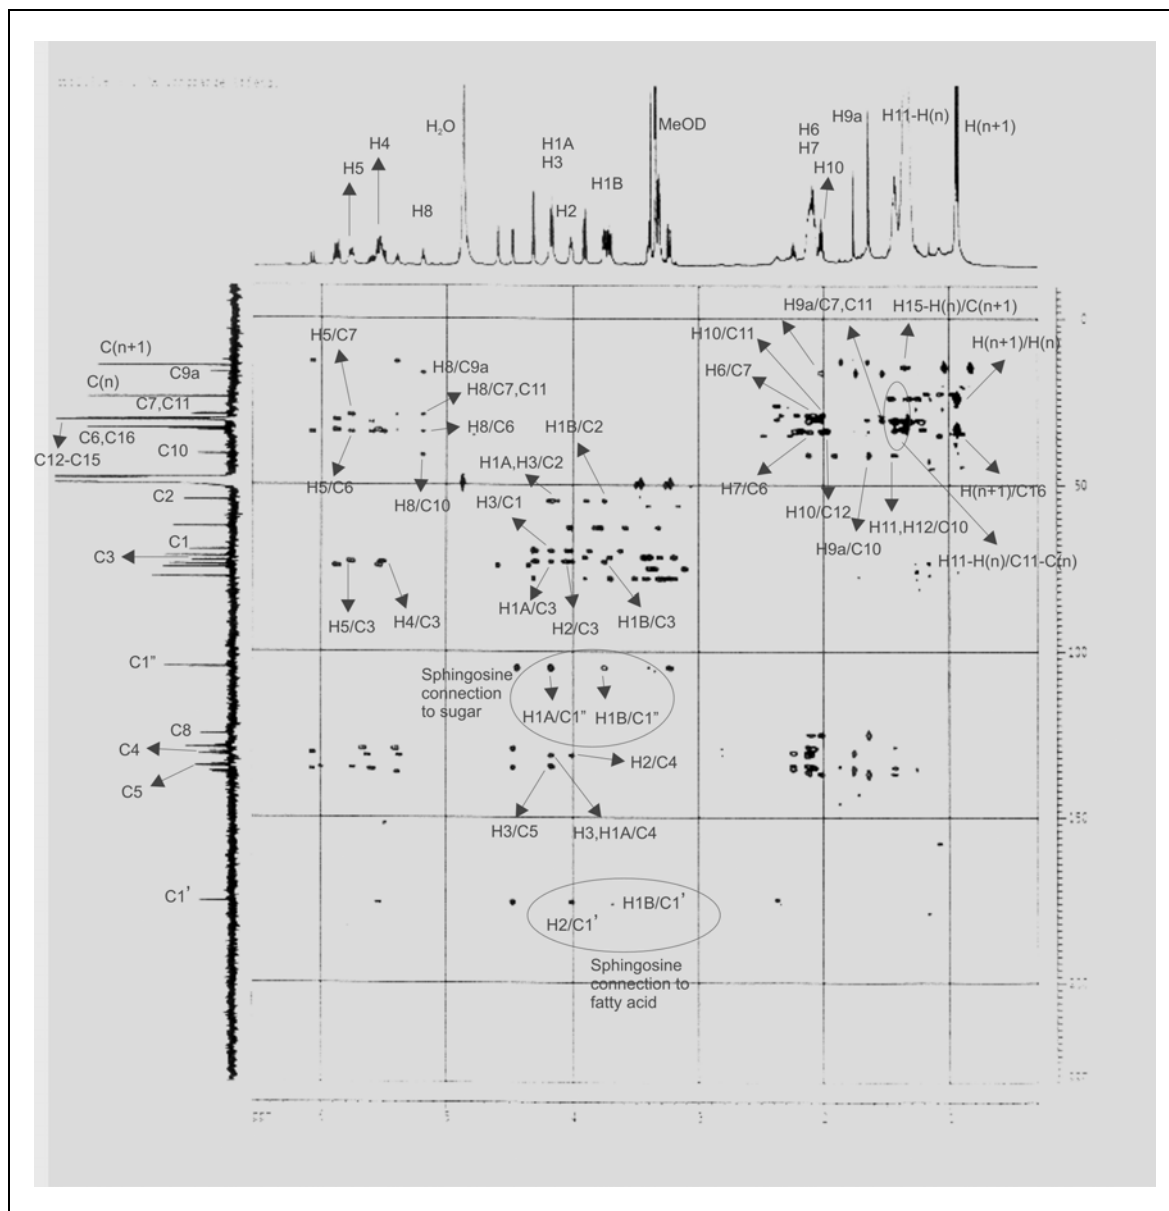 H₂O
MeOD
H6
H7
H9a
H11-H(n)
H(n+1)
H4
H5
H1A
H3
H10
H1B
H8
H2
H9a/C7,C11
H15-H(n)/C(n+1)
H5/C7
H10/C11
H(n+1)/H(n)
C(n+1)
C9a
H8/C9a
H6/C7
C(n)
H8/C7,C11
C7,C11
H8/C6
H1B/C2
C6,C16
C10
C12-C15
H1A,H3/C2
H5/C6
H8/C10
H3/C1
H7/C6
H10/C12
H(n+1)/C16
C2
H9a/C10
H11,H12/C10
C1
H11-H(n)/C11-C(n)
C3
H1A/C3
H5/C3
H4/C3
H2/C3
H1B/C3
C1"
Sphingosine
connection
to sugar
H1A/C1"
H1B/C1"
C8
C4
H2/C4
C5
H3/C5
H3,H1A/C4
C1'
H1B/C1'
H2/C1'
Sphingosine
connection to
fatty acid
0
50
100
150